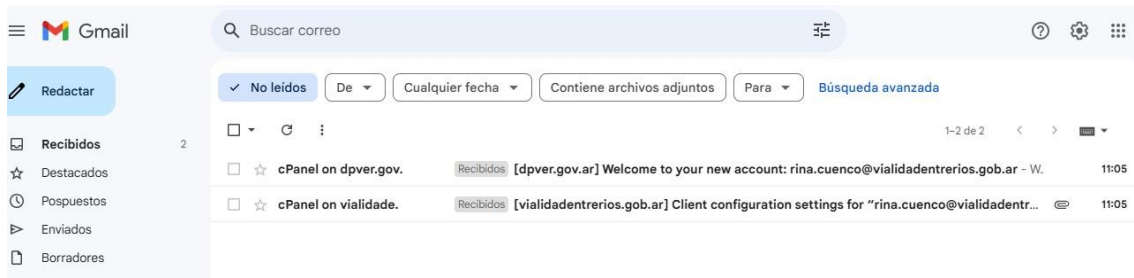 Gmail
Buscar correo
Redactar
No leídos De Cualquier fecha Contiene archivos adjuntos Para Búsqueda avanzada
1–2 de 2
Recibidos 2
Destacados
Pospuestos
Enviados
Borradores
cPanel on dpver.gov. Recibidos [dpver.gov.ar] Welcome to your new account: rina.cuenco@vialidadentrerios.gob.ar - W. 11:05
cPanel on vialidade. Recibidos [vialidadentrerios.gob.ar] Client configuration settings for “rina.cuenco@vialidadentr... 11:05